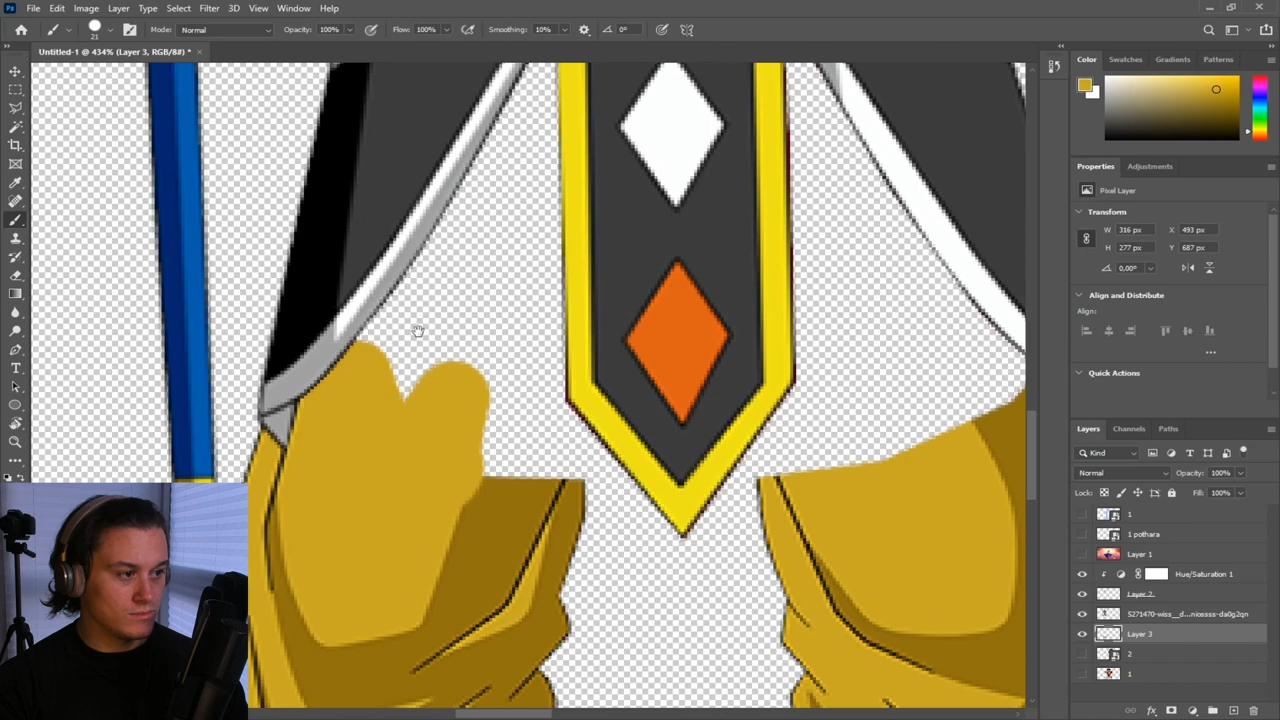 File Edit Image Layer Type Select Filter 3D View Window Help
21 Mode: Normal Opacity: 100% Flow: 100% Smoothing: 10% 0°
Untitled-1 @ 434% (Layer 3, RGB/8#) *
Color Swatches Gradients Patterns
Properties Adjustments
Pixel Layer
Transform
W 316 px X 493 px
H 277 px Y 687 px
0,00°
Align and Distribute
Align:
Quick Actions
Layers Channels Paths
Kind
Normal Opacity: 100%
Lock: Fill: 100%
1
1 pothara
Layer 1
Hue/Saturation 1
Layer 2
Layer 3
2
1